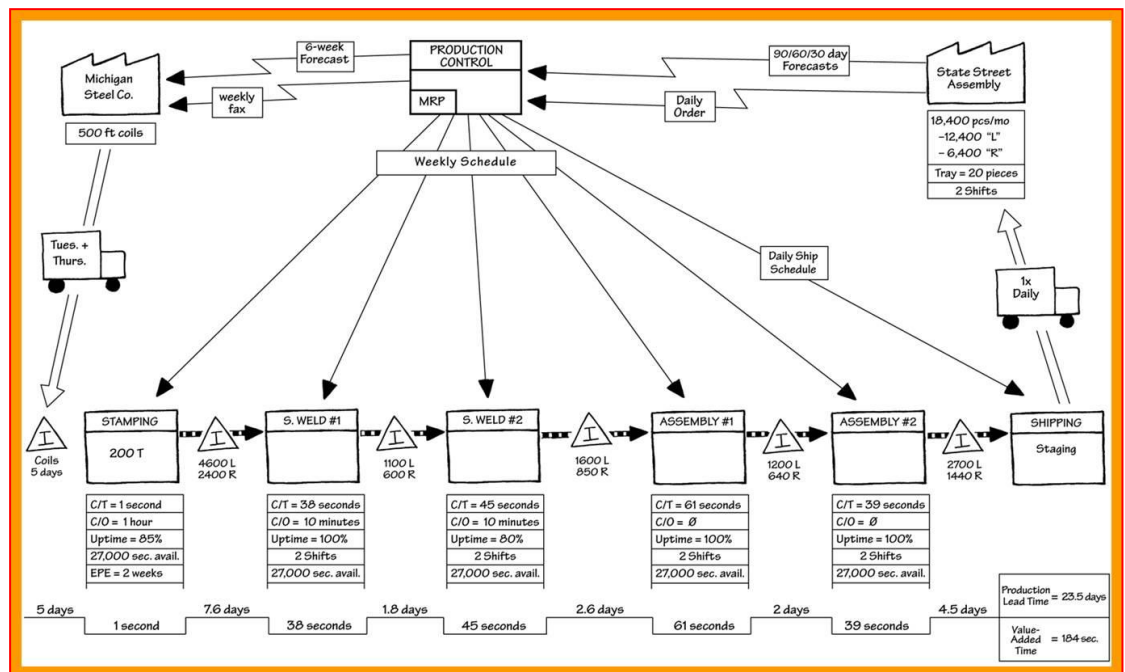 Michigan
Steel Co.
500 ft coils
6-week
Forecast
weekly
fax
PRODUCTION
CONTROL
MRP
90/60/30 day
Forecasts
Daily
Order
State Street
Assembly
18,400 pcs/mo
-12,400 "L"
- 6,400 "R"
Tray = 20 pieces
2 Shifts
Weekly Schedule
Tues. +
Thurs.
Daily Ship
Schedule
1x
Daily
I
Coils
5 days
STAMPING
200 T
C/T = 1 second
C/O = 1 hour
Uptime = 85%
27,000 sec. avail.
EPE = 2 weeks
I
4600 L
2400 R
S. WELD #1
C/T = 38 seconds
C/O = 10 minutes
Uptime = 100%
2 Shifts
27,000 sec. avail.
I
1100 L
600 R
S. WELD #2
C/T = 45 seconds
C/O = 10 minutes
Uptime = 80%
2 Shifts
27,000 sec. avail.
I
1600 L
850 R
ASSEMBLY #1
C/T = 61 seconds
C/O = Ø
Uptime = 100%
2 Shifts
27,000 sec. avail.
I
1200 L
640 R
ASSEMBLY #2
C/T = 39 seconds
C/O = Ø
Uptime = 100%
2 Shifts
27,000 sec. avail.
I
2700 L
1440 R
SHIPPING
Staging
5 days
1 second
7.6 days
38 seconds
1.8 days
45 seconds
2.6 days
61 seconds
2 days
39 seconds
4.5 days
Production
Lead Time = 23.5 days
Value-
Added = 184 sec.
Time